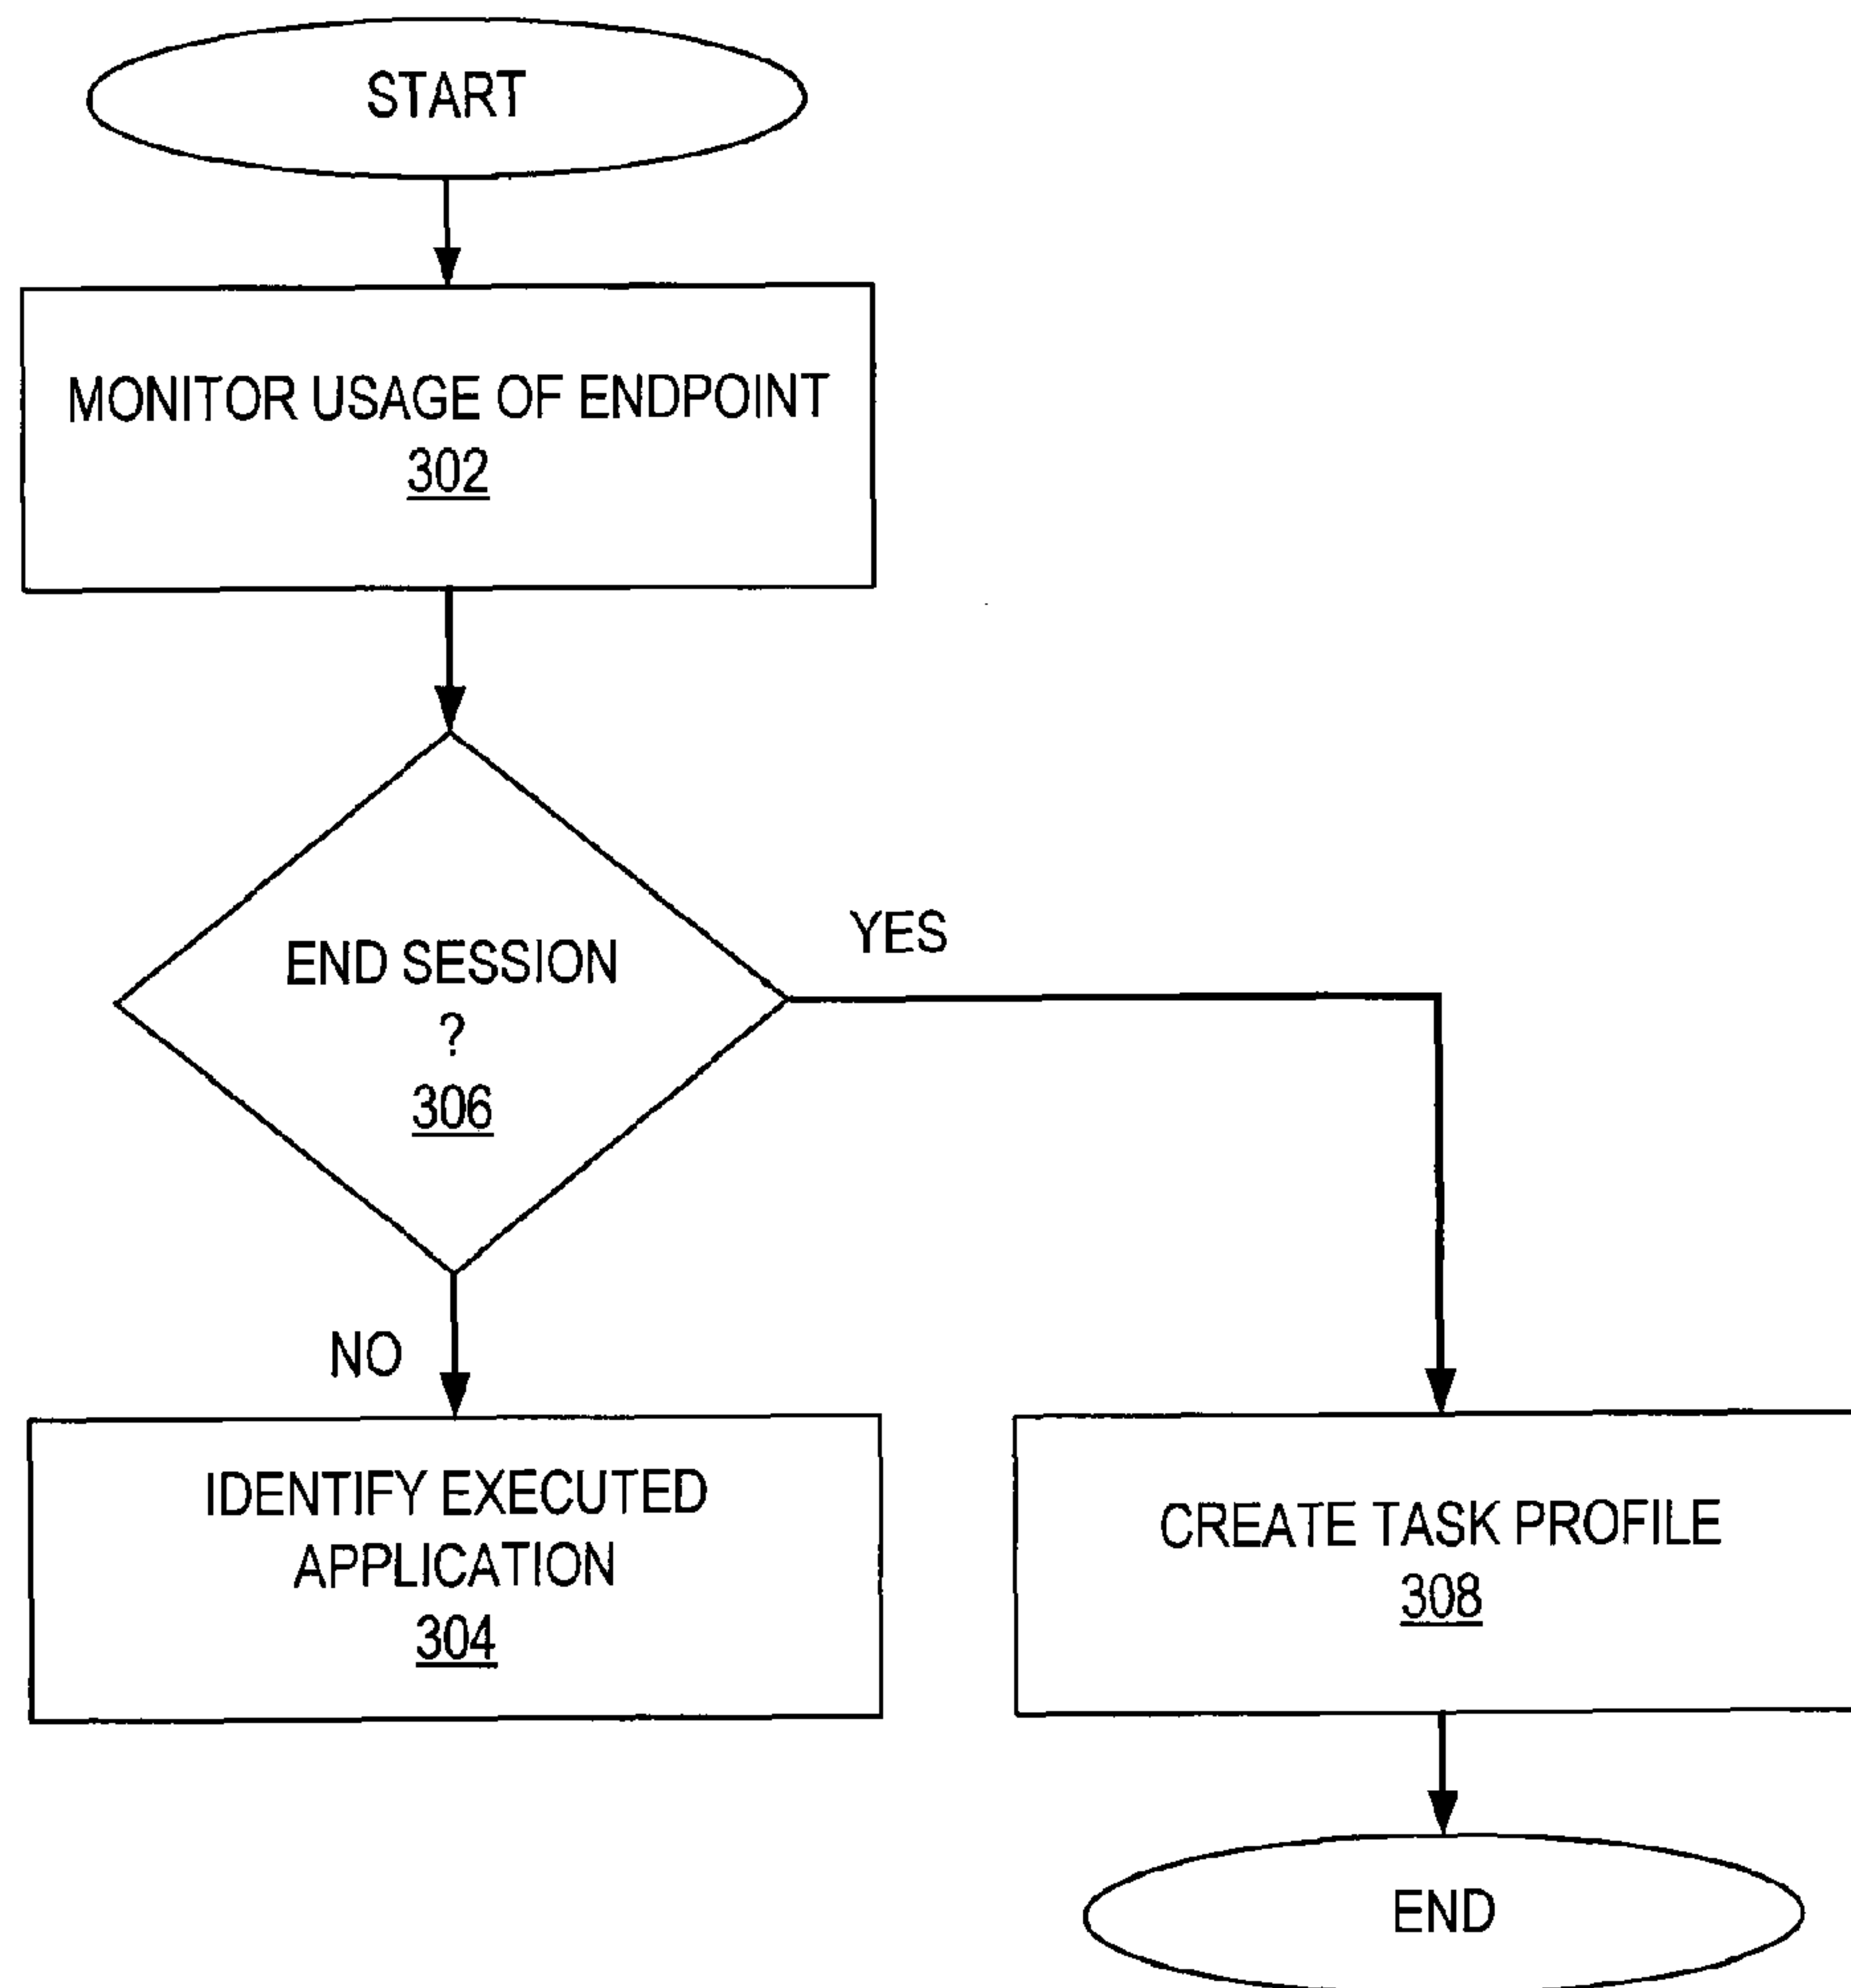 START
MONITOR USAGE OF ENDPOINT
302
END SESSION
?
306
YES
NO
IDENTIFY EXECUTED
APPLICATION
304
CREATE TASK PROFILE
308
END